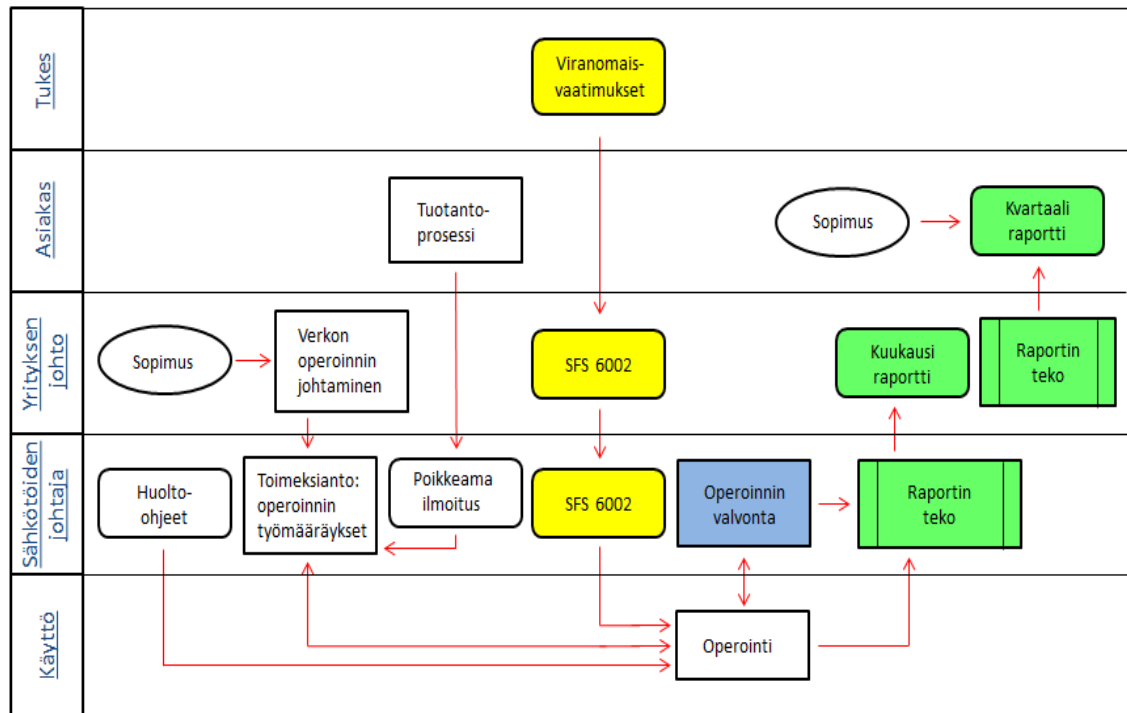 Tukes
Viranomais-
vaatimukset
Asiakas
Tuotanto-
prosessi
Sopimus
Kvartaali
raportti
Yrityksen
johto
Sopimus
Verkon
operoinnin
johtaminen
SFS 6002
Kuukausi
raportti
Raportin
teko
Sähkötöiden
johtaja
Huolto-
ohjeet
Toimeksianto:
operoinnin
työmääräykset
Poikkeama
ilmoitus
SFS 6002
Operoinnin
valvonta
Raportin
teko
Käyttö
Operointi